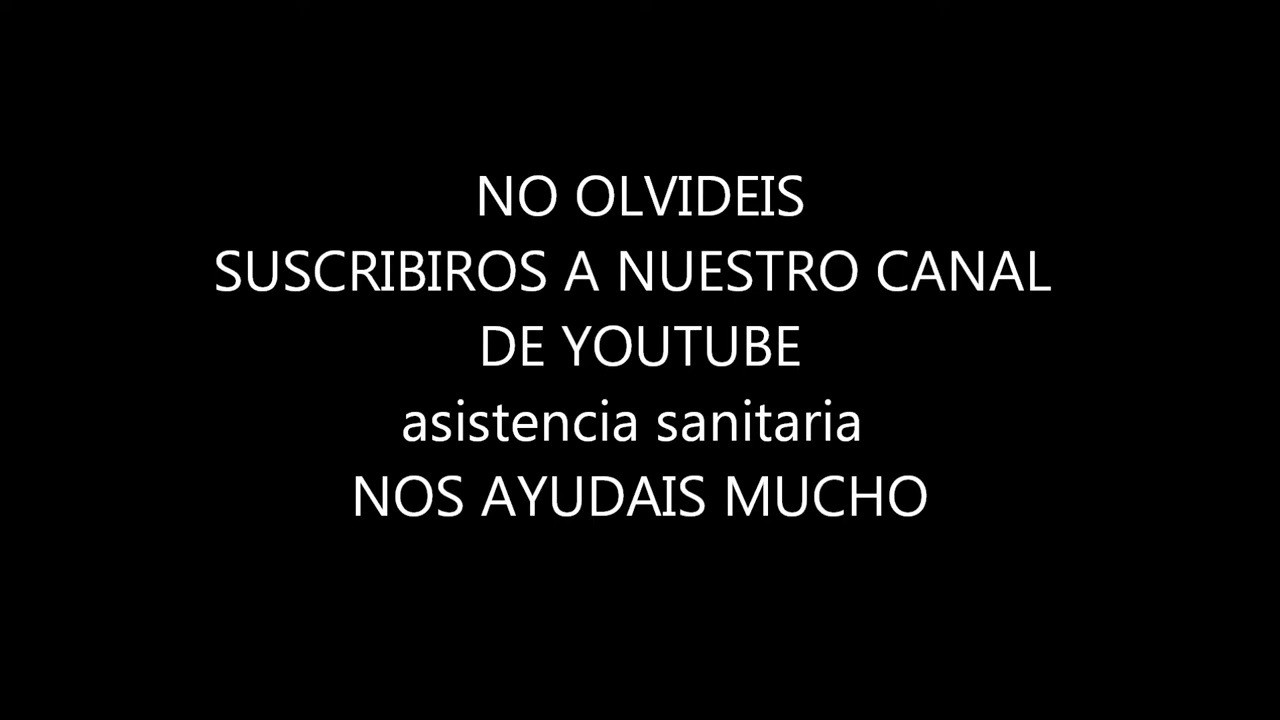 NO OLVIDEIS
SUSCRIBIROS A NUESTRO CANAL
DE YOUTUBE
asistencia sanitaria
NOS AYUDAIS MUCHO